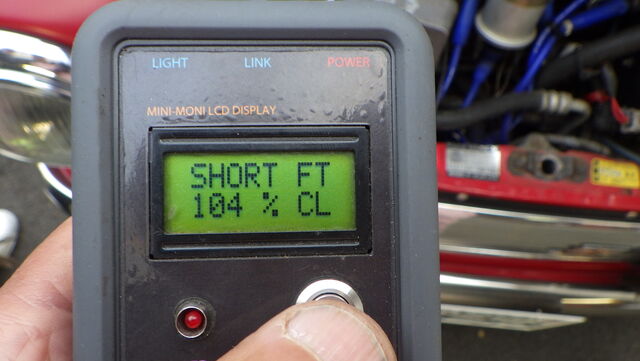 LIGHT LINK POWER
MINI-MONI LCD DISPLAY
SHORT FT
104 % CL